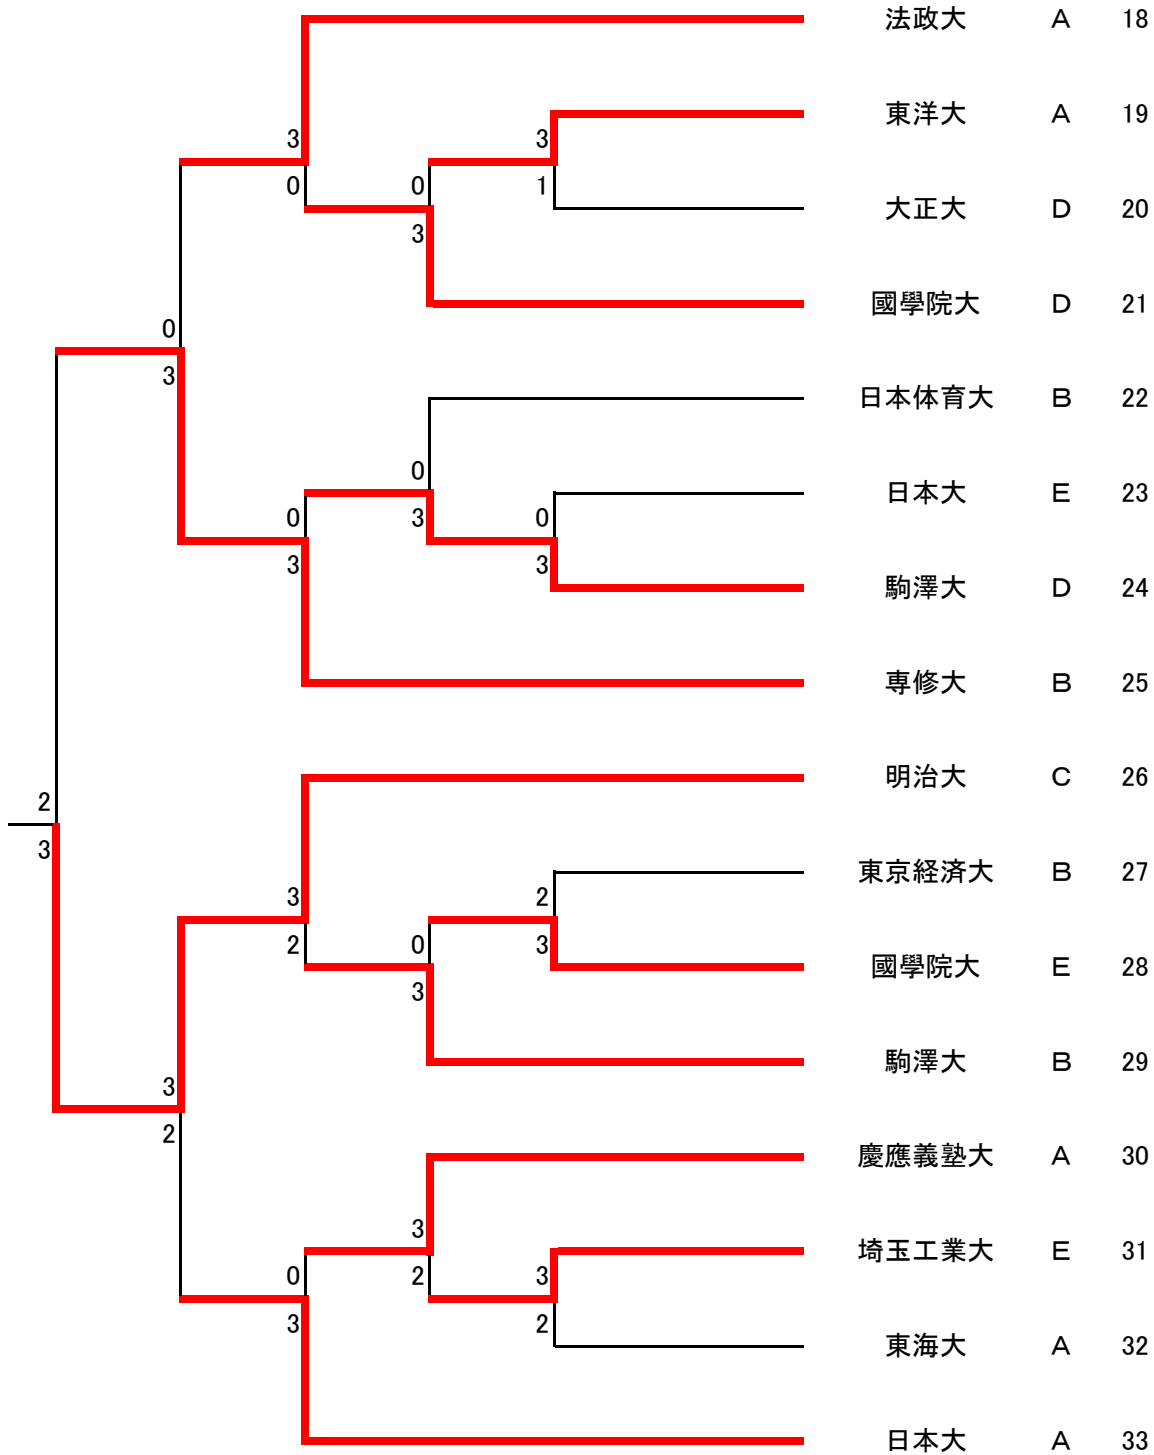 法政大 A 18
東洋大 A 19
3 3
0 0 1
大正大 D 20
3
國學院大 D 21
0
3
日本体育大 B 22
0
日本大 E 23
0 3 0
3 3
駒澤大 D 24
専修大 B 25
明治大 C 26
2
3
東京経済大 B 27
3 2
2 0 3
國學院大 E 28
3
駒澤大 B 29
3
2
慶應義塾大 A 30
3
埼玉工業大 E 31
0 2 3
3 2
東海大 A 32
日本大 A 33